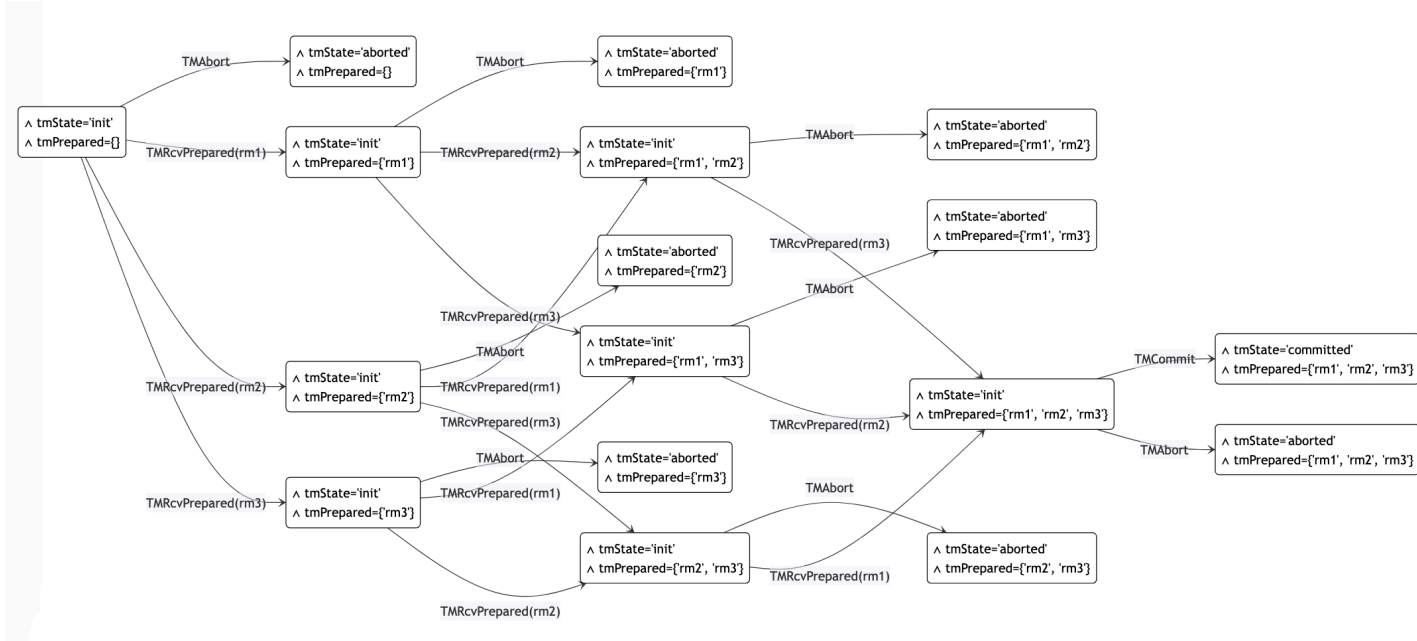 ∧ tmState='aborted'
∧ tmPrepared={}
∧ tmState='aborted'
∧ tmPrepared={'rm1'}
TMAbort
TMAbort
∧ tmState='init'
∧ tmPrepared={}
∧ tmState='aborted'
∧ tmPrepared={'rm1', 'rm2'}
TMAbort
∧ tmState='init'
∧ tmPrepared={'rm1'}
∧ tmState='init'
∧ tmPrepared={'rm1', 'rm2'}
TMRcvPrepared(rm1)
TMRcvPrepared(rm2)
∧ tmState='aborted'
∧ tmPrepared={'rm1', 'rm3'}
TMRcvPrepared(rm3)
∧ tmState='aborted'
∧ tmPrepared={'rm2'}
TMAbort
TMRcvPrepared(rm3)
∧ tmState='init'
∧ tmPrepared={'rm1', 'rm3'}
TMAbort
TMCommit
∧ tmState='committed'
∧ tmPrepared={'rm1', 'rm2', 'rm3'}
TMRcvPrepared(rm2)
∧ tmState='init'
∧ tmPrepared={'rm2'}
TMRcvPrepared(rm1)
∧ tmState='init'
∧ tmPrepared={'rm1', 'rm2', 'rm3'}
TMRcvPrepared(rm3)
TMRcvPrepared(rm2)
TMAbort
∧ tmState='aborted'
∧ tmPrepared={'rm1', 'rm2', 'rm3'}
TMAbort
∧ tmState='aborted'
∧ tmPrepared={'rm3'}
TMRcvPrepared(rm3)
∧ tmState='init'
∧ tmPrepared={'rm3'}
TMRcvPrepared(rm1)
TMAbort
∧ tmState='init'
∧ tmPrepared={'rm2', 'rm3'}
TMRcvPrepared(rm1)
∧ tmState='aborted'
∧ tmPrepared={'rm2', 'rm3'}
TMRcvPrepared(rm2)